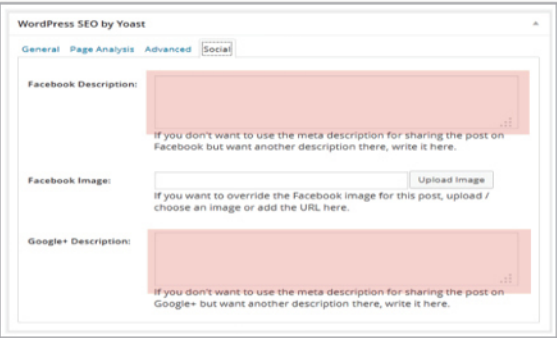 WordPress SEO by Yoast
General Page Analysis Advanced Social
Facebook Description:
If you don't want to use the meta description for sharing the post on
Facebook but want another description there, write it here.
Facebook Image: Upload Image
If you want to override the Facebook image for this post, upload /
choose an image or add the URL here.
Google+ Description:
If you don't want to use the meta description for sharing the post on
Google+ but want another description there, write it here.